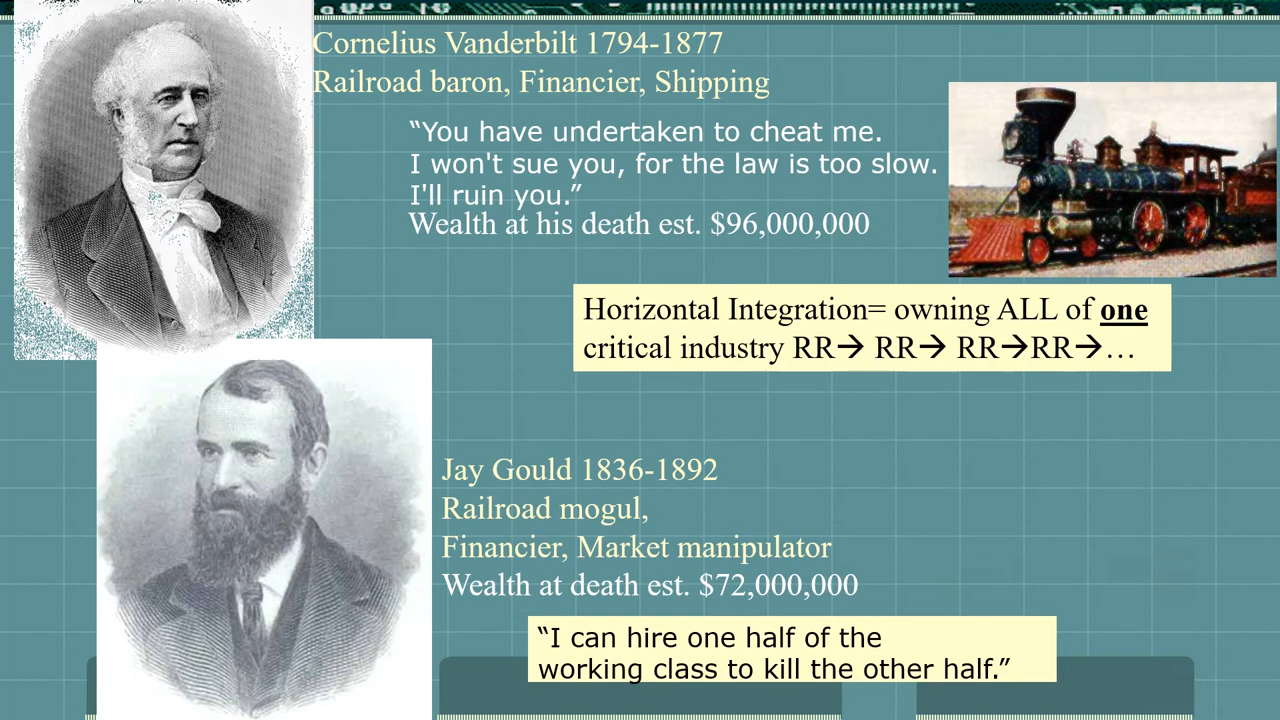 Cornelius Vanderbilt 1794-1877
Railroad baron, Financier, Shipping
“You have undertaken to cheat me.
I won't sue you, for the law is too slow.
I'll ruin you.”
Wealth at his death est. $96,000,000
Horizontal Integration= owning ALL of one
critical industry RR→ RR→ RR→RR→…
Jay Gould 1836-1892
Railroad mogul,
Financier, Market manipulator
Wealth at death est. $72,000,000
“I can hire one half of the
working class to kill the other half.”